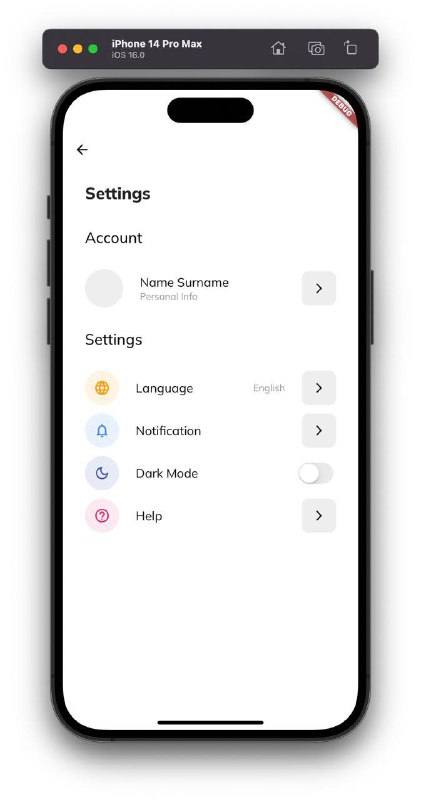 iPhone 14 Pro Max
iOS 16.0
DEBUG
Settings
Account
Name Surname
Personal Info
Settings
Language English
Notification
Dark Mode
Help